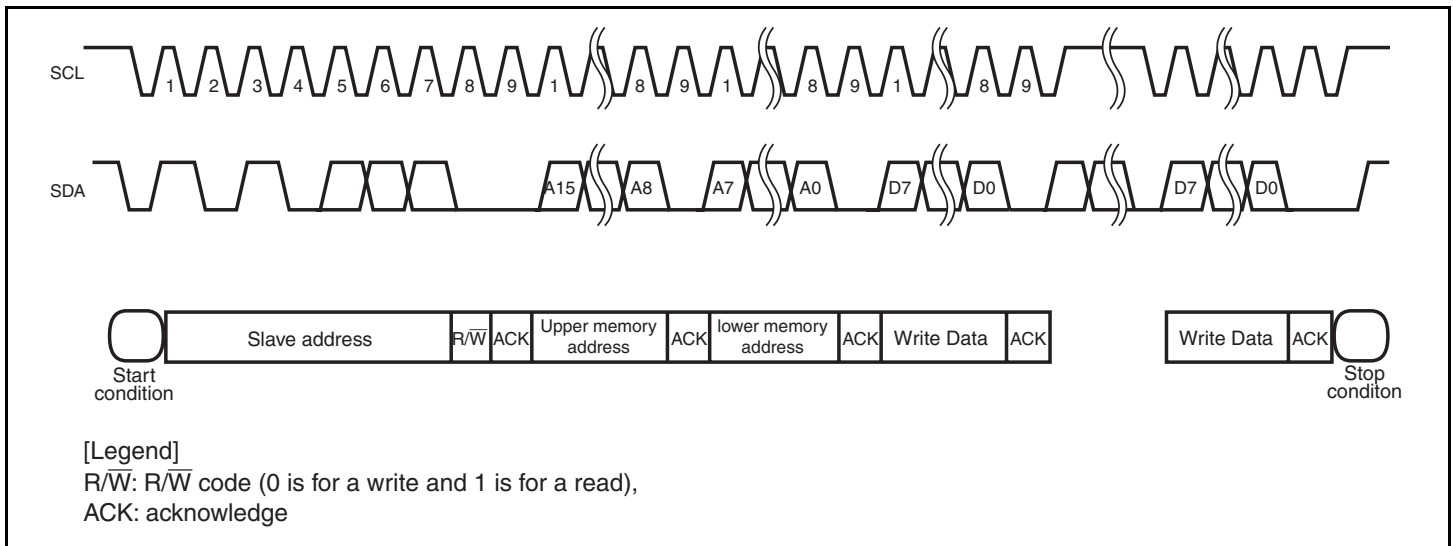 SCL
1 2 3 4 5 6 7 8 9 1 8 9 1 8 9 1 8 9
SDA
A15 A8 A7 A0 D7 D0 D7 D0
Slave address R/W̅ ACK Upper memory address ACK lower memory address ACK Write Data ACK Write Data ACK
Start condition
Stop conditon
[Legend]
R/W̅: R/W̅ code (0 is for a write and 1 is for a read),
ACK: acknowledge